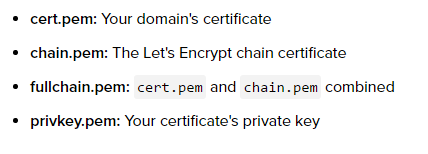 • cert.pem: Your domain's certificate
• chain.pem: The Let's Encrypt chain certificate
• fullchain.pem: cert.pem and chain.pem combined
• privkey.pem: Your certificate's private key